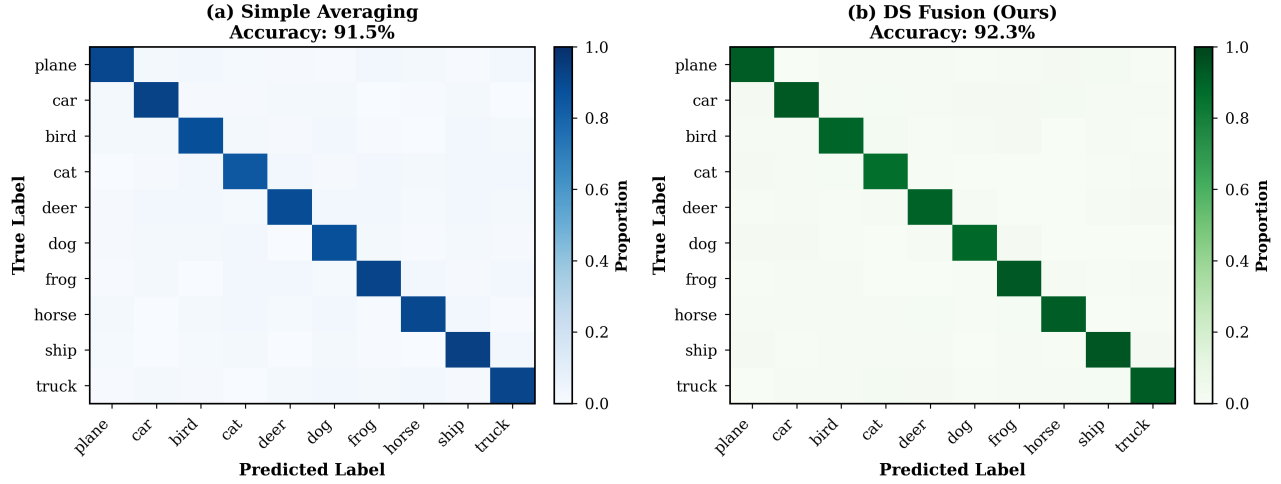 (a) Simple Averaging
Accuracy: 91.5%
True Label
plane
car
bird
cat
deer
dog
frog
horse
ship
truck
plane
car
bird
cat
deer
dog
frog
horse
ship
truck
Predicted Label
1.0
0.8
0.6
0.4
0.2
0.0
Proportion
(b) DS Fusion (Ours)
Accuracy: 92.3%
True Label
plane
car
bird
cat
deer
dog
frog
horse
ship
truck
plane
car
bird
cat
deer
dog
frog
horse
ship
truck
Predicted Label
1.0
0.8
0.6
0.4
0.2
0.0
Proportion